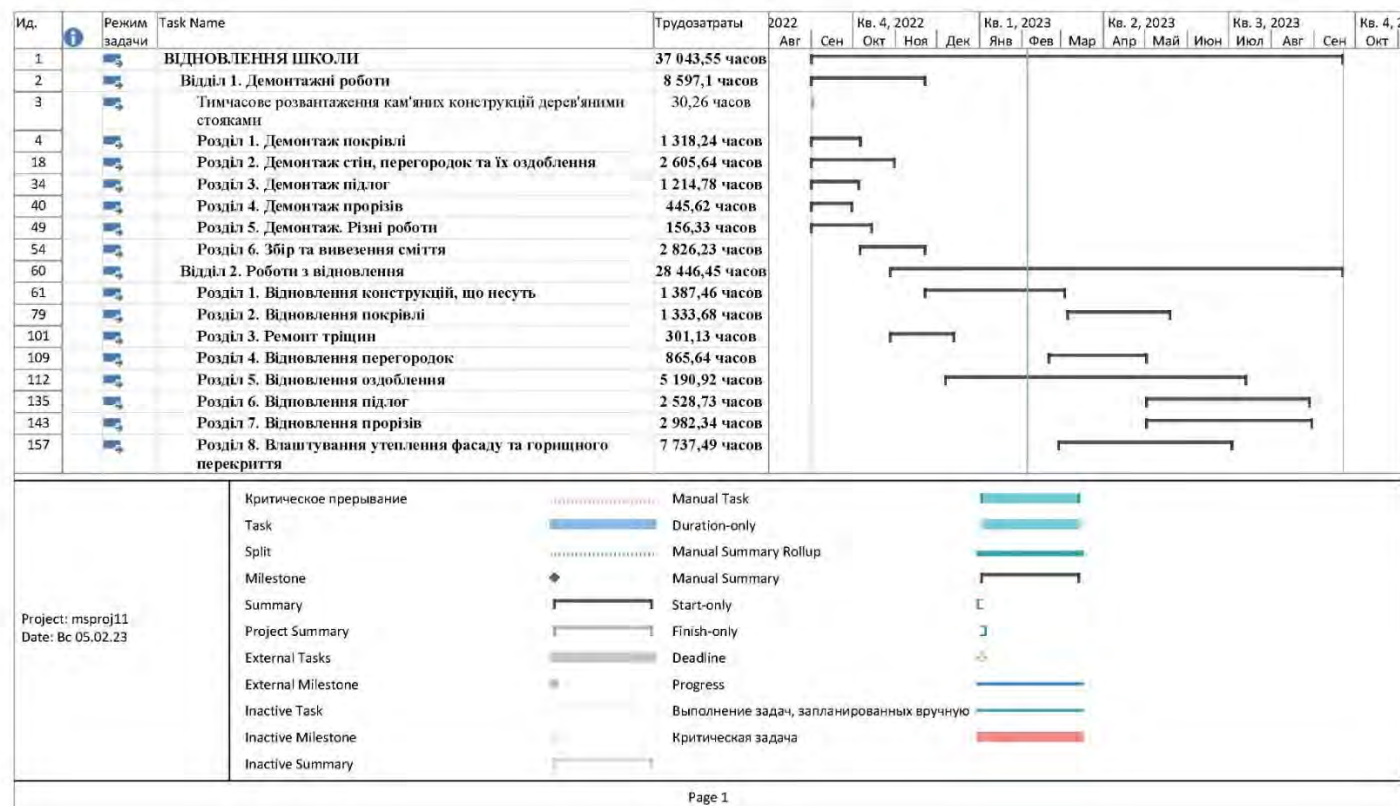 Ид. Режим задачи Task Name Трудозатраты 2022 Кв. 4, 2022 Кв. 1, 2023 Кв. 2, 2023 Кв. 3, 2023 Кв. 4, 2
Авг Сен Окт Ноя Дек Янв Фев Мар Апр Май Июн Июл Авг Сен Окт
1 ВІДНОВЛЕННЯ ШКОЛИ 37 043,55 часов
2 Відділ 1. Демонтажні роботи 8 597,1 часов
3 Тимчасове розвантаження кам'яних конструкцій дерев'яними 30,26 часов
стояками
4 Розділ 1. Демонтаж покрівлі 1 318,24 часов
18 Розділ 2. Демонтаж стін, перегородок та їх оздоблення 2 605,64 часов
34 Розділ 3. Демонтаж підлог 1 214,78 часов
40 Розділ 4. Демонтаж прорізів 445,62 часов
49 Розділ 5. Демонтаж. Різні роботи 156,33 часов
54 Розділ 6. Збір та вивезення сміття 2 826,23 часов
60 Відділ 2. Роботи з відновлення 28 446,45 часов
61 Розділ 1. Відновлення конструкцій, що несуть 1 387,46 часов
79 Розділ 2. Відновлення покрівлі 1 333,68 часов
101 Розділ 3. Ремонт тріщин 301,13 часов
109 Розділ 4. Відновлення перегородок 865,64 часов
112 Розділ 5. Відновлення оздоблення 5 190,92 часов
135 Розділ 6. Відновлення підлог 2 528,73 часов
143 Розділ 7. Відновлення прорізів 2 982,34 часов
157 Розділ 8. Влаштування утеплення фасаду та горищного 7 737,49 часов
перекриття
Project: msproj11
Date: Вс 05.02.23
Критическое прерывание
Task
Split
Milestone
Summary
Project Summary
External Tasks
External Milestone
Inactive Task
Inactive Milestone
Inactive Summary
Manual Task
Duration-only
Manual Summary Rollup
Manual Summary
Start-only
Finish-only
Deadline
Progress
Выполнение задач, запланированных вручную
Критическая задача
Page 1